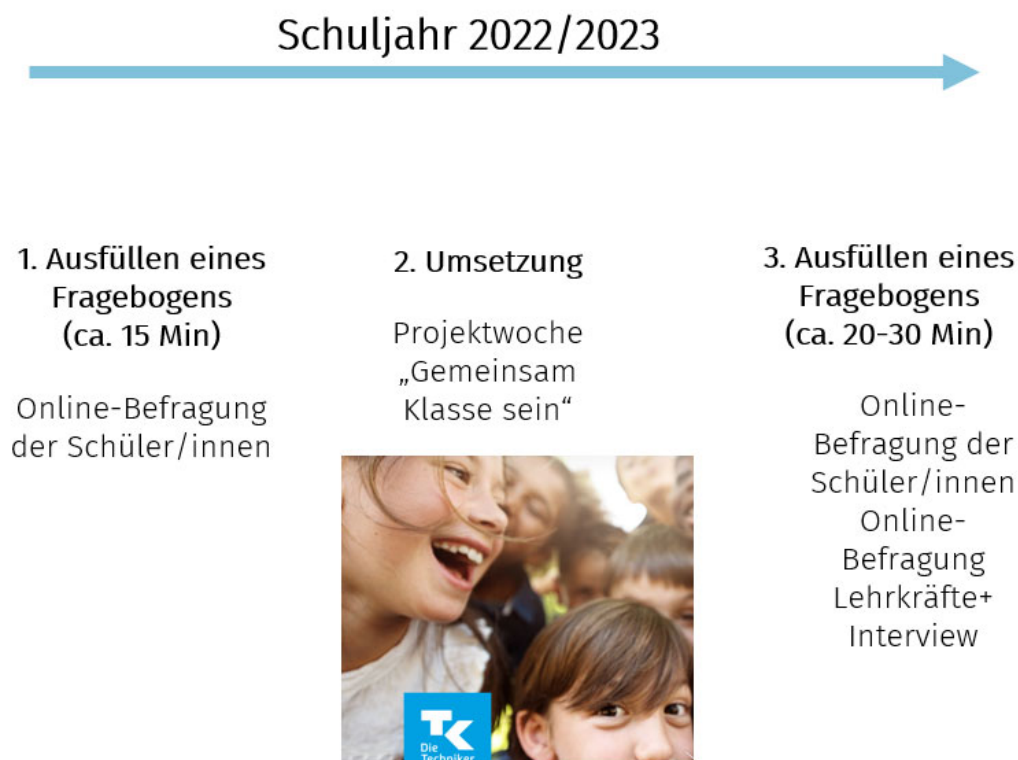 Schuljahr 2022/2023
1. Ausfüllen eines
Fragebogens
(ca. 15 Min)
Online-Befragung
der Schüler/innen
2. Umsetzung
Projektwoche
„Gemeinsam
Klasse sein“
TK
Die
Techniker
3. Ausfüllen eines
Fragebogens
(ca. 20-30 Min)
Online-
Befragung der
Schüler/innen
Online-
Befragung
Lehrkräfte+
Interview